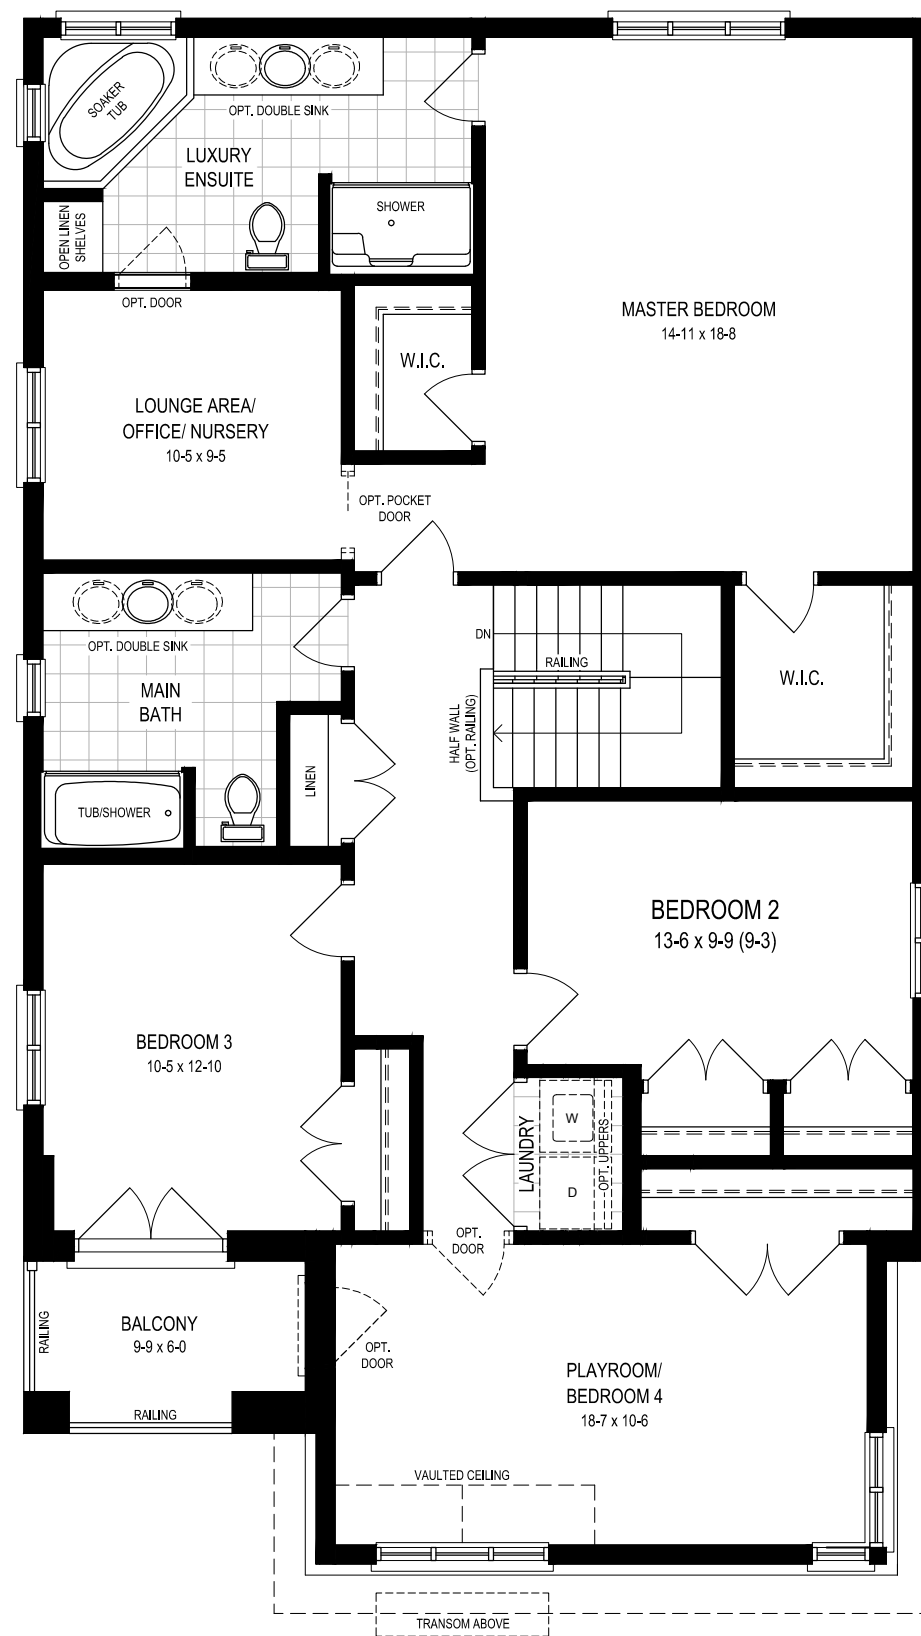 SOAKER
TUB
OPT. DOUBLE SINK
LUXURY
ENSUITE
SHOWER
OPEN LINEN
SHELVES
OPT. DOOR
MASTER BEDROOM
14-11 x 18-8
W.I.C.
LOUNGE AREA/
OFFICE/ NURSERY
10-5 x 9-5
OPT. POCKET
DOOR
OPT. DOUBLE SINK
MAIN
BATH
TUB/SHOWER
LINEN
DN
RAILING
HALF WALL
(OPT. RAILING)
W.I.C.
BEDROOM 2
13-6 x 9-9 (9-3)
BEDROOM 3
10-5 x 12-10
LAUNDRY
W
D
OPT. UPPERS
OPT.
DOOR
BALCONY
9-9 x 6-0
RAILING
RAILING
OPT.
DOOR
PLAYROOM/
BEDROOM 4
18-7 x 10-6
VAULTED CEILING
TRANSOM ABOVE